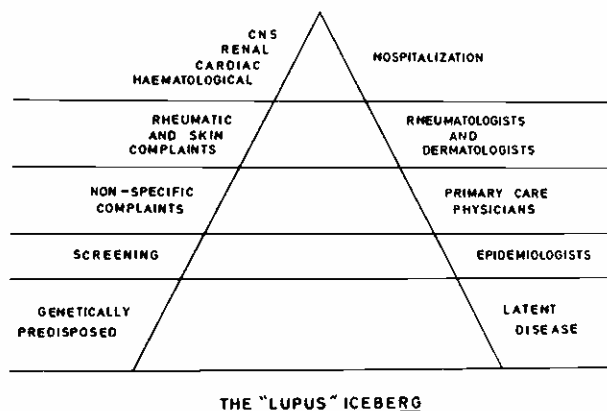 CNS
RENAL
CARDIAC
HAEMATOLOGICAL
HOSPITALIZATION
RHEUMATIC
AND SKIN
COMPLAINTS
RHEUMATOLOGISTS
AND
DERMATOLOGISTS
NON-SPECIFIC
COMPLAINTS
PRIMARY CARE
PHYSICIANS
SCREENING
EPIDEMIOLOGISTS
GENETICALLY
PREDISPOSED
LATENT
DISEASE
THE "LUPUS" ICEBERG